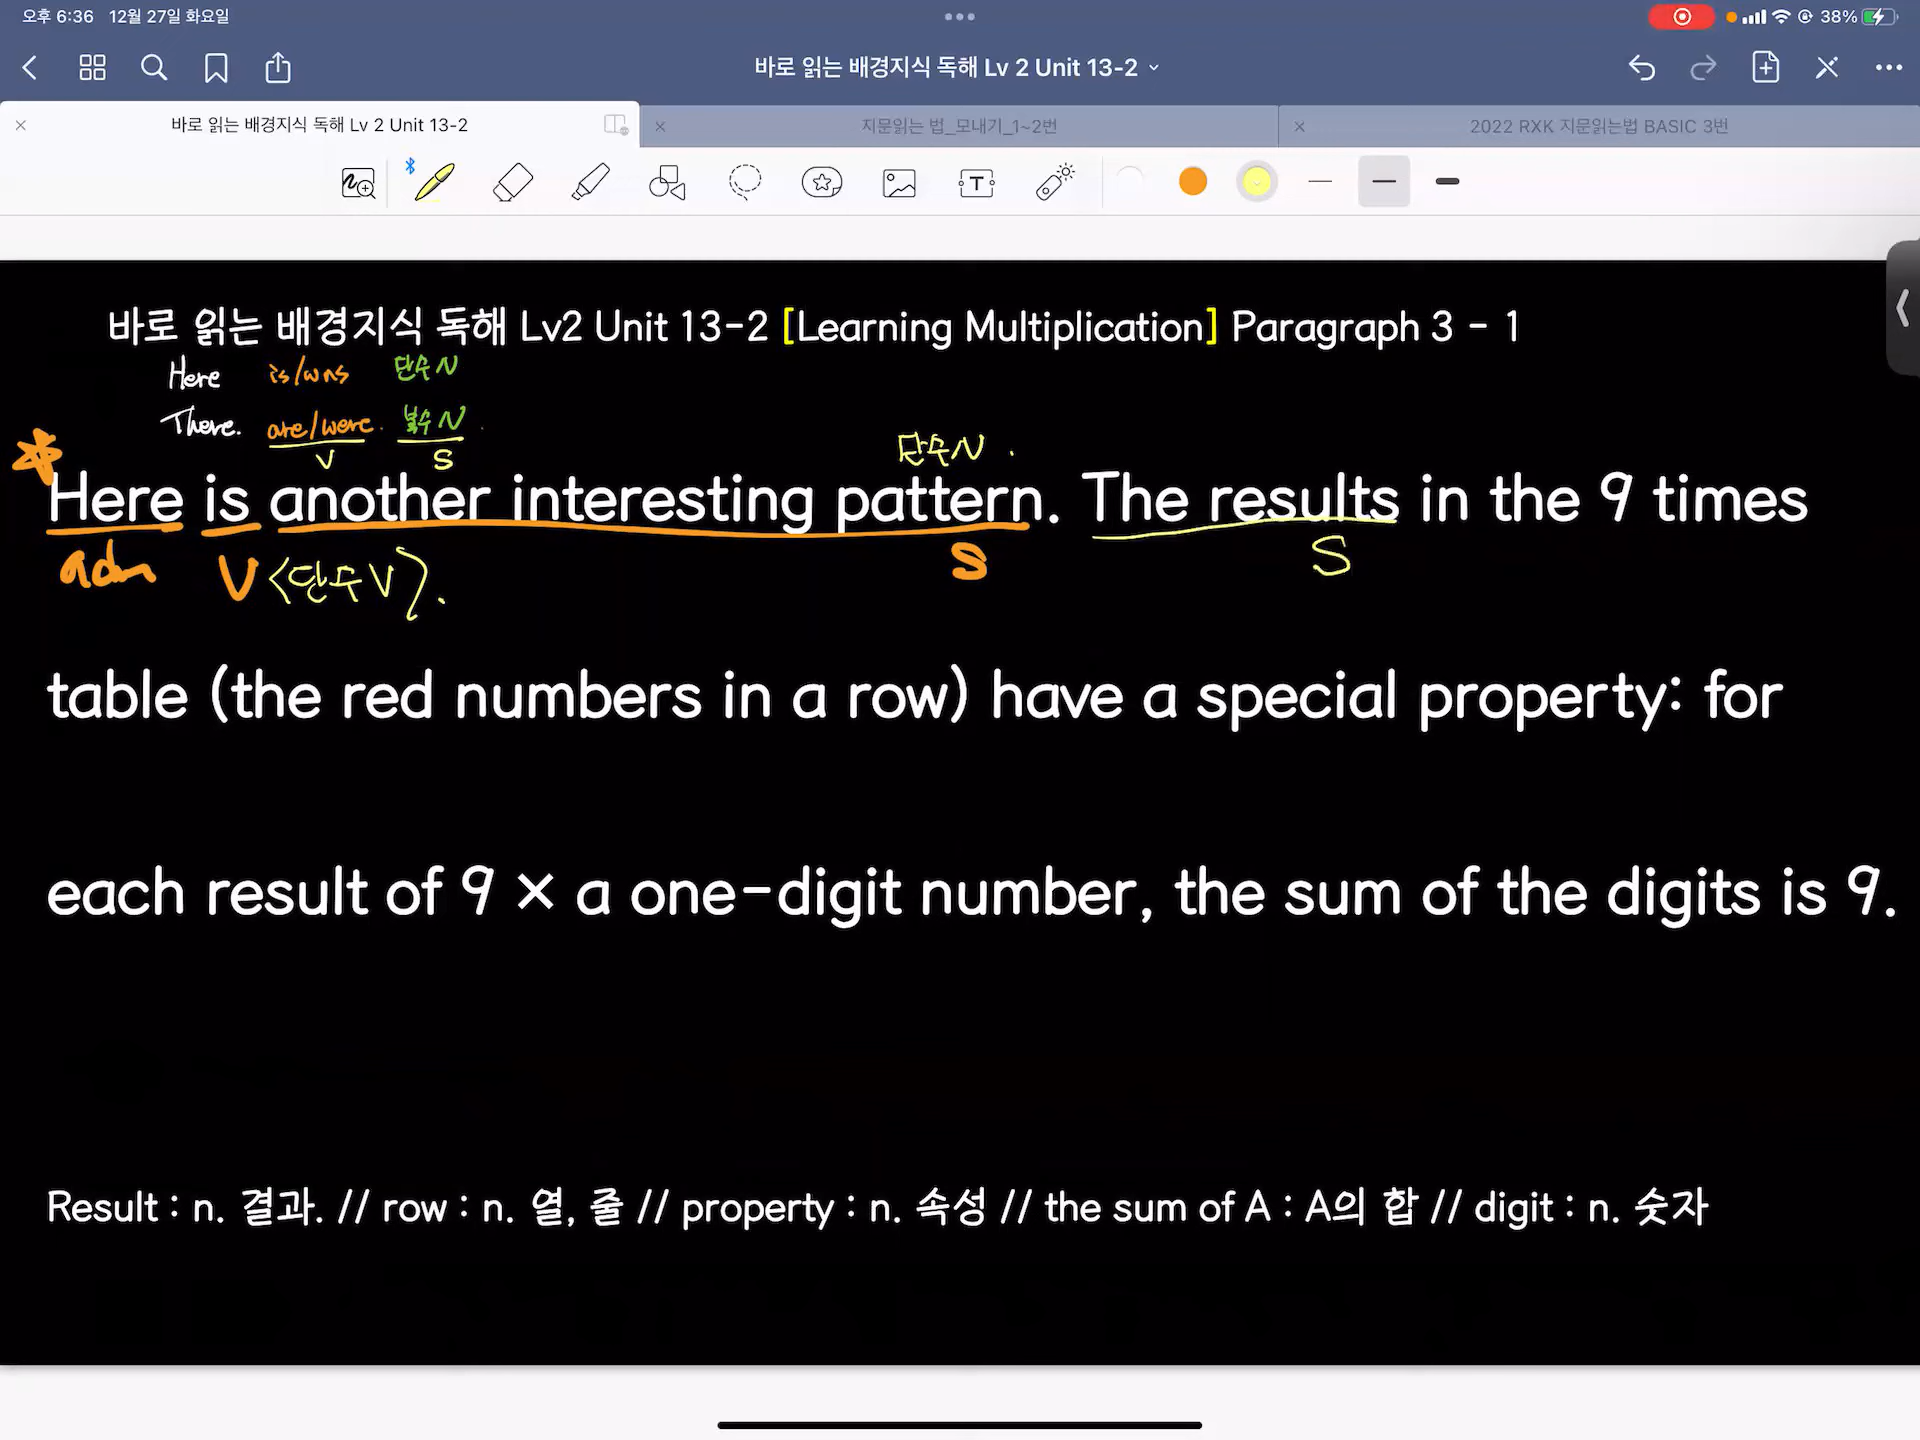 오후 6:36 12월 27일 화요일
38%
바로 읽는 배경지식 독해 Lv 2 Unit 13-2
바로 읽는 배경지식 독해 Lv 2 Unit 13-2
지문읽는 법_모내기_1~2번
2022 RXK 지문읽는법 BASIC 3번
바로 읽는 배경지식 독해 Lv2 Unit 13-2 [Learning Multiplication] Paragraph 3 - 1
Here is/was 단수 N
There. are/were. 복수 N.
V S 단수 N.
Here is another interesting pattern. The results in the 9 times
adv V <단수 V>. S S
table (the red numbers in a row) have a special property: for
each result of 9 × a one-digit number, the sum of the digits is 9.
Result : n. 결과. // row : n. 열, 줄 // property : n. 속성 // the sum of A : A의 합 // digit : n. 숫자